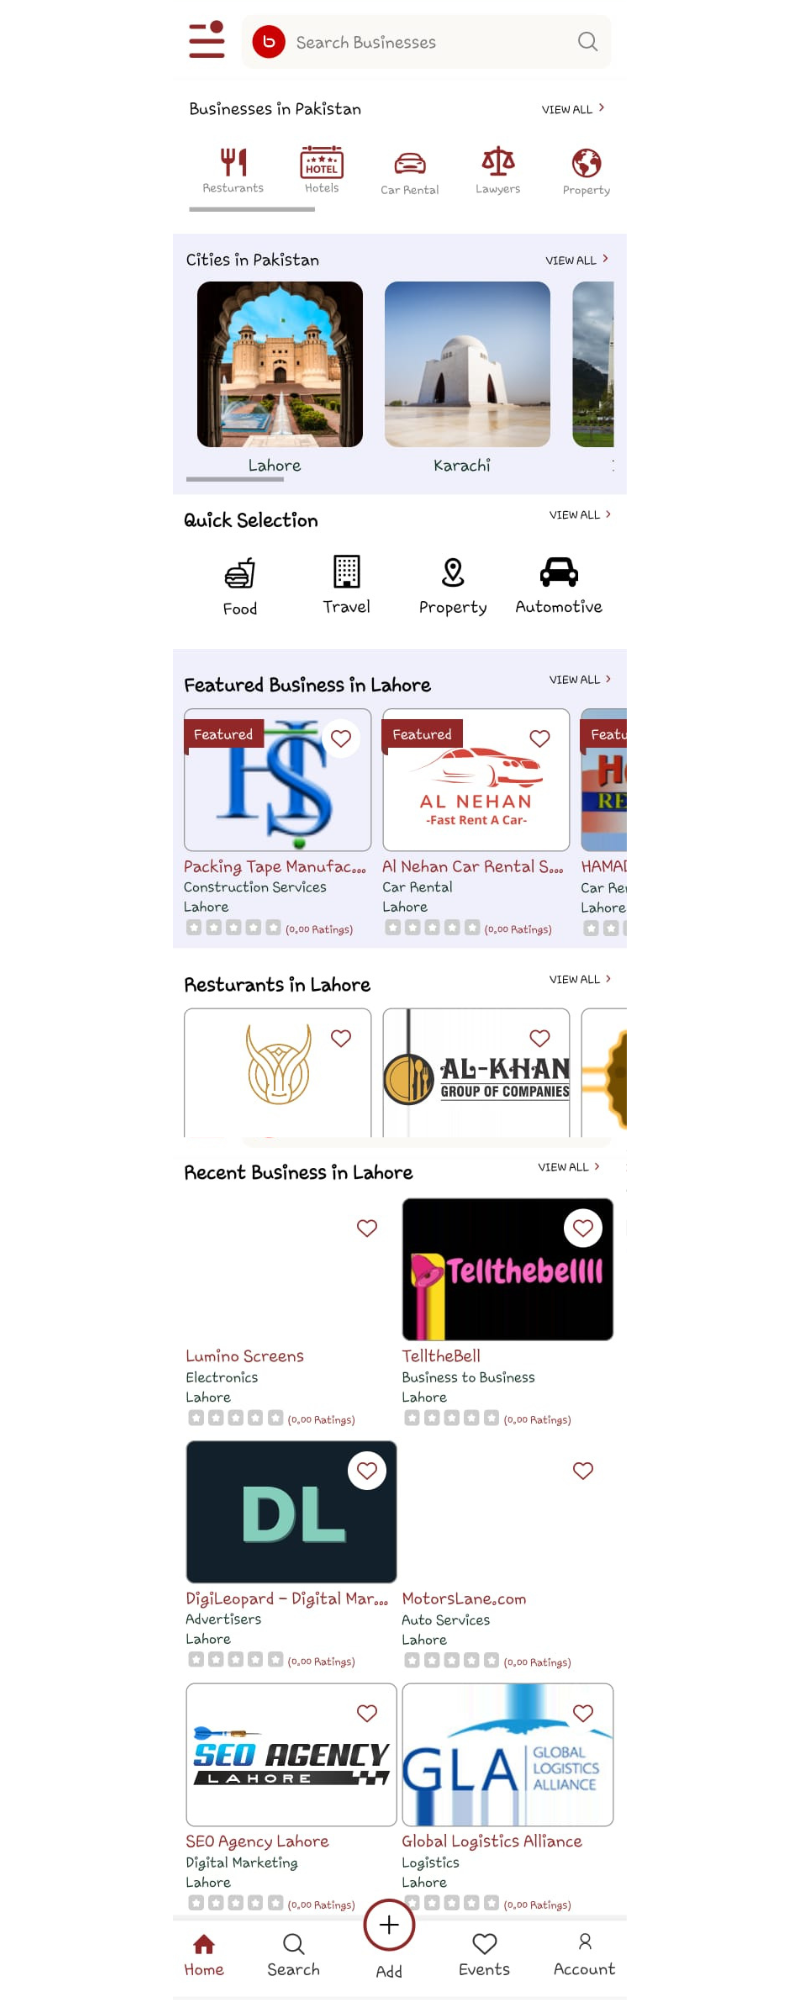 b Search Businesses
Businesses in Pakistan VIEW ALL >
HOTEL
Resturants Hotels Car Rental Lawyers Property
Cities in Pakistan VIEW ALL >
Lahore Karachi
Quick Selection VIEW ALL >
Food Travel Property Automotive
Featured Business in Lahore VIEW ALL >
Featured Featured Featu
HS AL NEHAN H
-Fast Rent A Car- RE
Packing Tape Manufac... Al Nehan Car Rental S... HAMAD
Construction Services Car Rental Car Re
Lahore Lahore Lahore
(0.00 Ratings) (0.00 Ratings)
Resturants in Lahore VIEW ALL >
AL-KHAN
GROUP OF COMPANIES
Recent Business in Lahore VIEW ALL >
Tellthebellll
Lumino Screens TelltheBell
Electronics Business to Business
Lahore Lahore
(0.00 Ratings) (0.00 Ratings)
DL
DigiLeopard - Digital Mar... MotorsLane.com
Advertisers Auto Services
Lahore Lahore
(0.00 Ratings) (0.00 Ratings)
SEO AGENCY
LAHORE
GLA GLOBAL
LOGISTICS
ALLIANCE
SEO Agency Lahore Global Logistics Alliance
Digital Marketing Logistics
Lahore Lahore
(0.00 Ratings) (0.00 Ratings)
Home Search Add Events Account